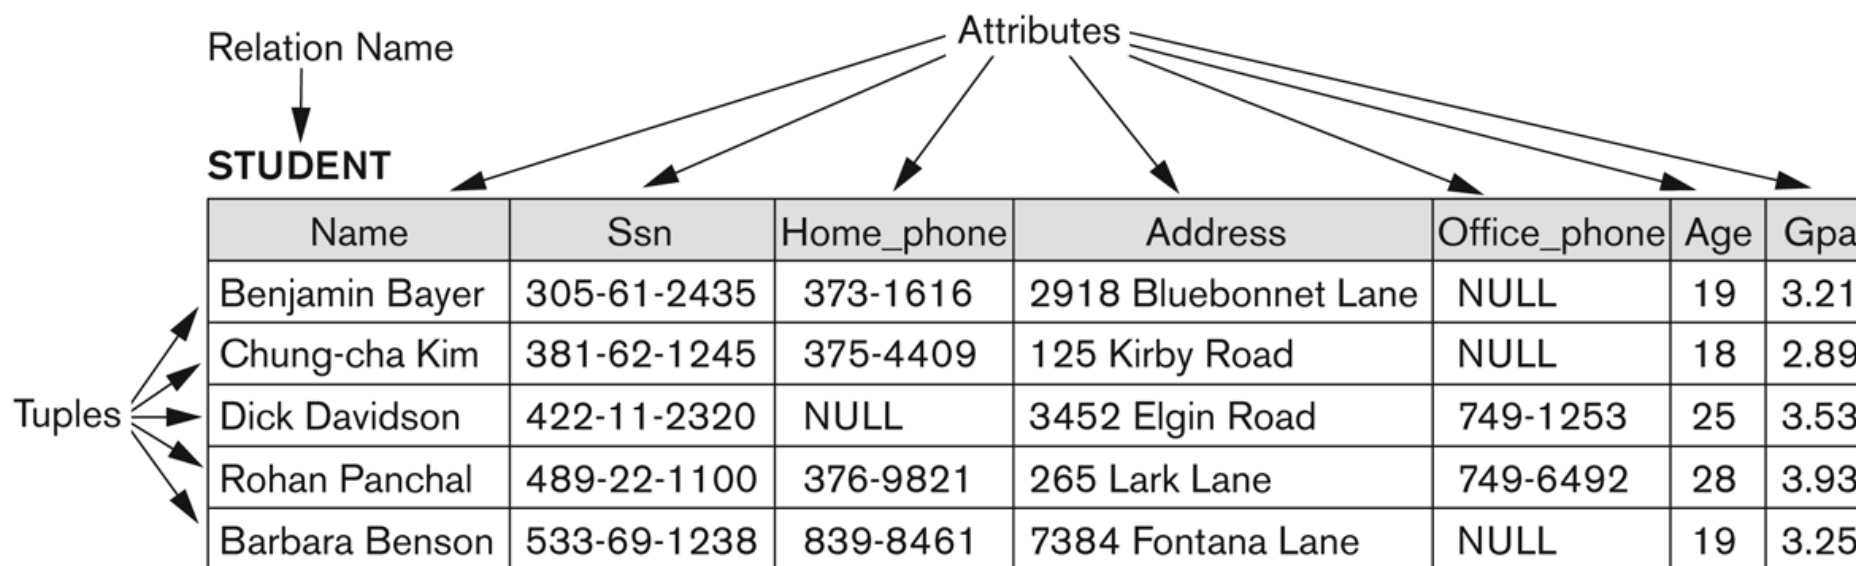 Attributes
Relation Name
STUDENT
Name Ssn Home_phone Address Office_phone Age Gpa
Benjamin Bayer 305-61-2435 373-1616 2918 Bluebonnet Lane NULL 19 3.21
Chung-cha Kim 381-62-1245 375-4409 125 Kirby Road NULL 18 2.89
Tuples Dick Davidson 422-11-2320 NULL 3452 Elgin Road 749-1253 25 3.53
Rohan Panchal 489-22-1100 376-9821 265 Lark Lane 749-6492 28 3.93
Barbara Benson 533-69-1238 839-8461 7384 Fontana Lane NULL 19 3.25